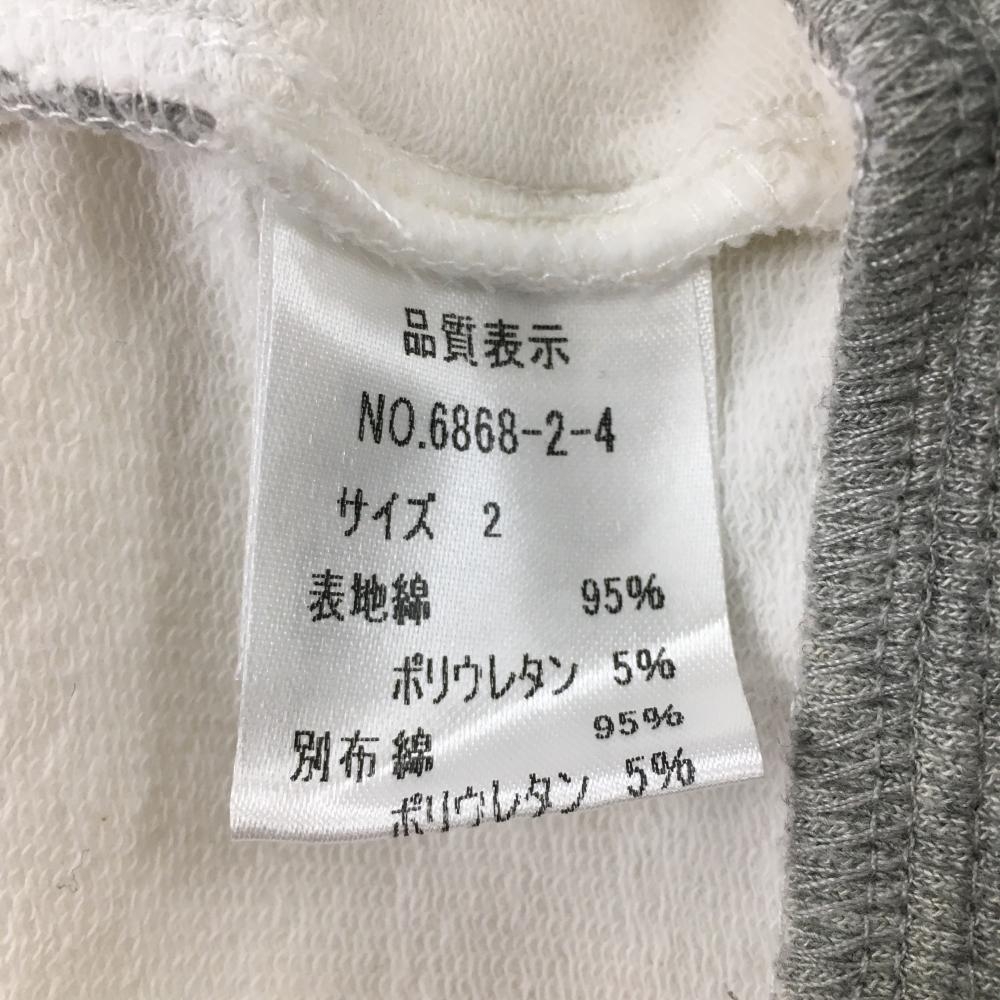 品質表示
NO.6868-2-4
サイズ 2
表地綿 95%
ポリウレタン 5%
別布綿 95%
ポリウレタン 5%